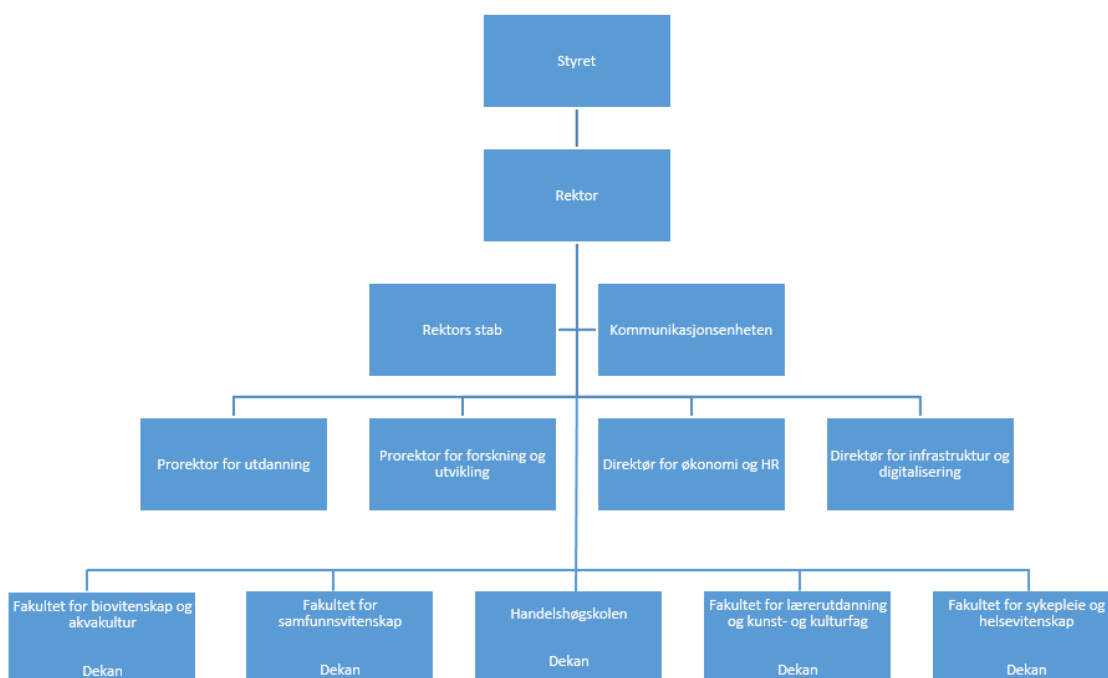 Styret
Rektor
Rektors stab
Kommunikasjonsenheten
Prorektor for utdanning
Prorektor for forskning og
utvikling
Direktør for økonomi og HR
Direktør for infrastruktur og
digitalisering
Fakultet for biovitenskap og
akvakultur
Dekan
Fakultet for
samfunnsvitenskap
Dekan
Handelshøgskolen
Dekan
Fakultet for lærerutdanning
og kunst- og kulturfag
Dekan
Fakultet for sykepleie og
helsevitenskap
Dekan